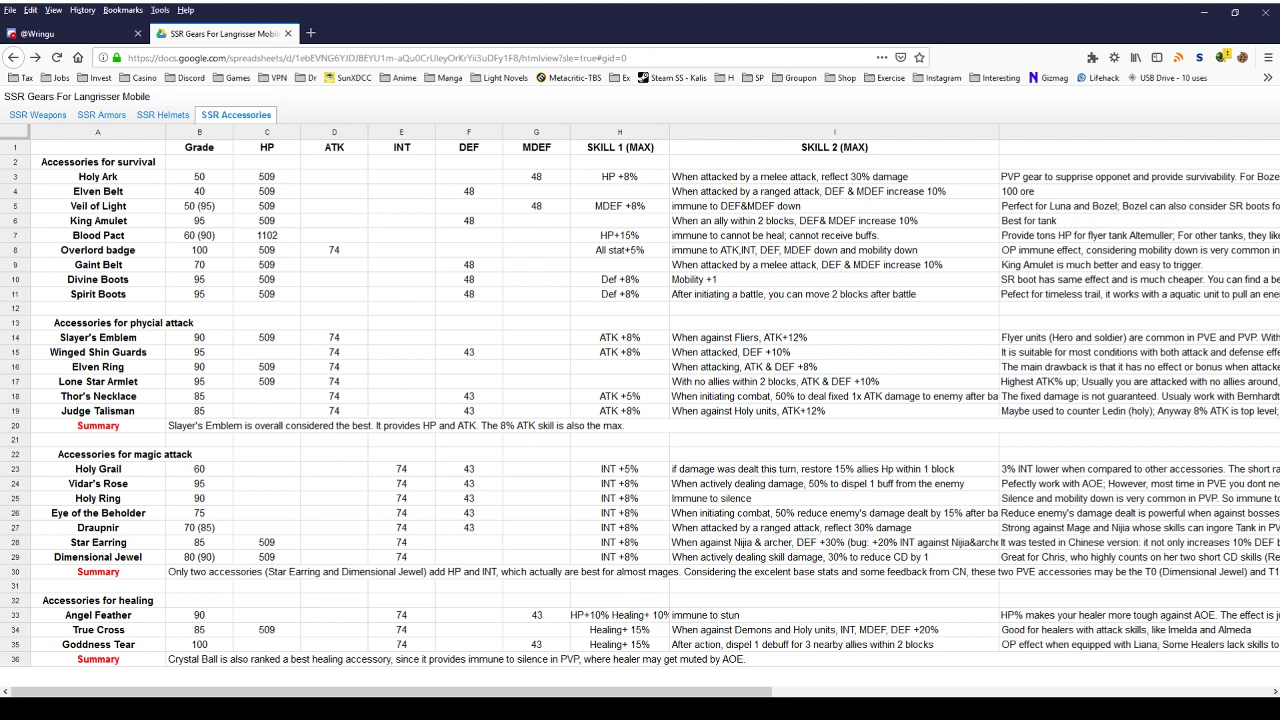 File Edit View History Bookmarks Tools Help
@Wringu
SSR Gears For Langrisser Mobile
https://docs.google.com/spreadsheets/d/1ebEVNG6YJDJBEYU1m-aQu0CrUleyOrKrYii3uDFy1F8/htmlview?sle=true#gid=0
Tax Jobs Invest Casino Discord Games VPN Dr SunXDCC Anime Manga Light Novels Metacritic-TBS Ex Steam SS - Kalis H SP Groupon Shop Exercise Instagram Interesting Gizmag Lifehack USB Drive - 10 uses
SSR Gears For Langrisser Mobile
SSR Weapons SSR Armors SSR Helmets SSR Accessories
A B C D E F G H I
1 Grade HP ATK INT DEF MDEF SKILL 1 (MAX) SKILL 2 (MAX)
2 Accessories for survival
3 Holy Ark 50 509 48 HP +8% When attacked by a melee attack, reflect 30% damage PVP gear to supprise opponet and provide survivability. For Bozel
4 Elven Belt 40 509 48 When attacked by a ranged attack, DEF & MDEF increase 10% 100 ore
5 Veil of Light 50 (95) 509 48 MDEF +8% immune to DEF&MDEF down Perfect for Luna and Bozel; Bozel can also consider SR boots fo
6 King Amulet 95 509 48 When an ally within 2 blocks, DEF& MDEF increase 10% Best for tank
7 Blood Pact 60 (90) 1102 HP+15% immune to cannot be heal; cannot receive buffs. Provide tons HP for flyer tank Altemuller; For other tanks, they like
8 Overlord badge 100 509 74 All stat+5% immune to ATK,INT, DEF, MDEF down and mobility down OP immune effect, considering mobility down is very common in
9 Gaint Belt 70 509 48 When attacked by a melee attack, DEF & MDEF increase 10% King Amulet is much better and easy to trigger.
10 Divine Boots 95 509 48 Def +8% Mobility +1 SR boot has same effect and is much cheaper. You can find a be
11 Spirit Boots 95 509 48 Def +8% After initiating a battle, you can move 2 blocks after battle Pefect for timeless trail, it works with a aquatic unit to pull an ene
12
13 Accessories for phycial attack
14 Slayer's Emblem 90 509 74 ATK +8% When against Fliers, ATK+12% Flyer units (Hero and soldier) are common in PVE and PVP. With
15 Winged Shin Guards 95 74 43 ATK +8% When attacked, DEF +10% It is suitable for most conditions with both attack and defense effe
16 Elven Ring 90 509 74 When attacking, ATK & DEF +8% The main drawback is that it has no effect or bonus when attacke
17 Lone Star Armlet 95 509 74 With no allies within 2 blocks, ATK & DEF +10% Highest ATK% up; Usually you are attacked with no allies around,
18 Thor's Necklace 85 74 43 ATK +5% When initiating combat, 50% to deal fixed 1x ATK damage to enemy after ba The fixed damage is not guaranteed. Usualy work with Bernhardt
19 Judge Talisman 85 74 43 ATK +8% When against Holy units, ATK+12% Maybe used to counter Ledin (holy); Anyway 8% ATK is top level;
20 Summary Slayer's Emblem is overall considered the best. It provides HP and ATK. The 8% ATK skill is also the max.
21
22 Accessories for magic attack
23 Holy Grail 60 74 43 INT +5% if damage was dealt this turn, restore 15% allies Hp within 1 block 3% INT lower when compared to other accessories. The short ra
24 Vidar's Rose 95 74 43 INT +8% When actively dealing damage, 50% to dispel 1 buff from the enemy Pefectly work with AOE; However, most time in PVE you dont nee
25 Holy Ring 90 74 43 INT +8% Immune to silence Silence and mobility down is very common in PVP. So immune to
26 Eye of the Beholder 75 74 43 INT +8% When initiating combat, 50% reduce enemy's damage dealt by 15% after ba Reduce enemy's damage dealt is powerful when against bosses
27 Draupnir 70 (85) 74 43 INT +8% When attacked by a ranged attack, reflect 30% damage Strong against Mage and Nijia whose skills can ingore Tank in PV
28 Star Earring 85 509 74 INT +8% When against Nijia & archer, DEF +30% (bug: +20% INT against Nijia&arche It was tested in Chinese version: it not only increases 10% DEF b
29 Dimensional Jewel 80 (90) 509 74 INT +8% When actively dealing skill damage, 30% to reduce CD by 1 Great for Chris, who highly counts on her two short CD skills (Re
30 Summary Only two accessories (Star Earring and Dimensional Jewel) add HP and INT, which actually are best for almost mages. Considering the excelent base stats and some feedback from CN, these two PVE accessories may be the T0 (Dimensional Jewel) and T1
31
32 Accessories for healing
33 Angel Feather 90 74 43 HP+10% Healing+ 10% immune to stun HP% makes your healer more tough against AOE. The effect is i
34 True Cross 85 509 74 Healing+ 15% When against Demons and Holy units, INT, MDEF, DEF +20% Good for healers with attack skills, like Imelda and Almeda
35 Goddness Tear 100 74 43 Healing+ 15% After action, dispel 1 debuff for 3 nearby allies within 2 blocks OP effect when equipped with Liana; Some Healers lack skills to
36 Summary Crystal Ball is also ranked a best healing accessory, since it provides immune to silence in PVP, where healer may get muted by AOE.